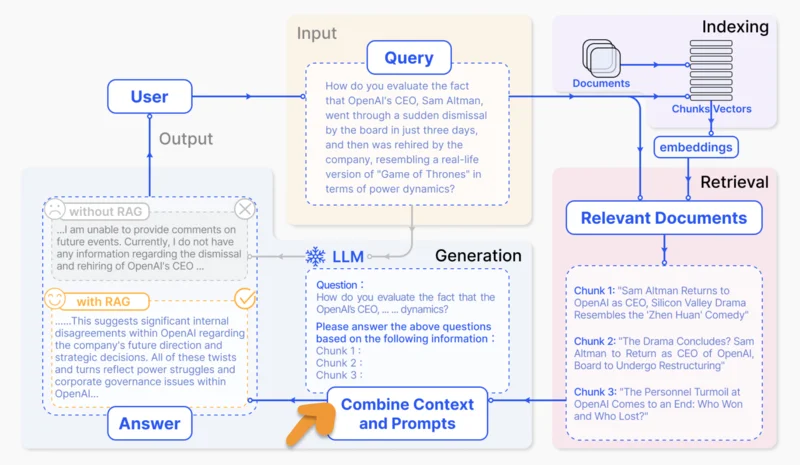 Input
Indexing
Query
How do you evaluate the fact
that OpenAI's CEO, Sam Altman,
went through a sudden dismissal
by the board in just three days,
and then was rehired by the
company, resembling a real-life
version of "Game of Thrones" in
terms of power dynamics?
Documents
Chunks Vectors
User
embeddings
Output
Retrieval
Relevant Documents
without RAG
...I am unable to provide comments on
future events. Currently, I do not have
any information regarding the dismissal
and rehiring of OpenAI's CEO ...
LLM
Generation
Question :
How do you evaluate the fact that the
OpenAI's CEO, ... ... dynamics?
Please answer the above questions
based on the following information :
Chunk 1 :
Chunk 2 :
Chunk 3 :
Chunk 1: "Sam Altman Returns to
OpenAI as CEO, Silicon Valley Drama
Resembles the 'Zhen Huan' Comedy"
Chunk 2: "The Drama Concludes? Sam
Altman to Return as CEO of OpenAI,
Board to Undergo Restructuring"
Chunk 3: "The Personnel Turmoil at
OpenAI Comes to an End: Who Won
and Who Lost?"
with RAG
......This suggests significant internal
disagreements within OpenAI regarding
the company's future direction and
strategic decisions. All of these twists
and turns reflect power struggles and
corporate governance issues within
OpenAI...
Answer
Combine Context
and Prompts